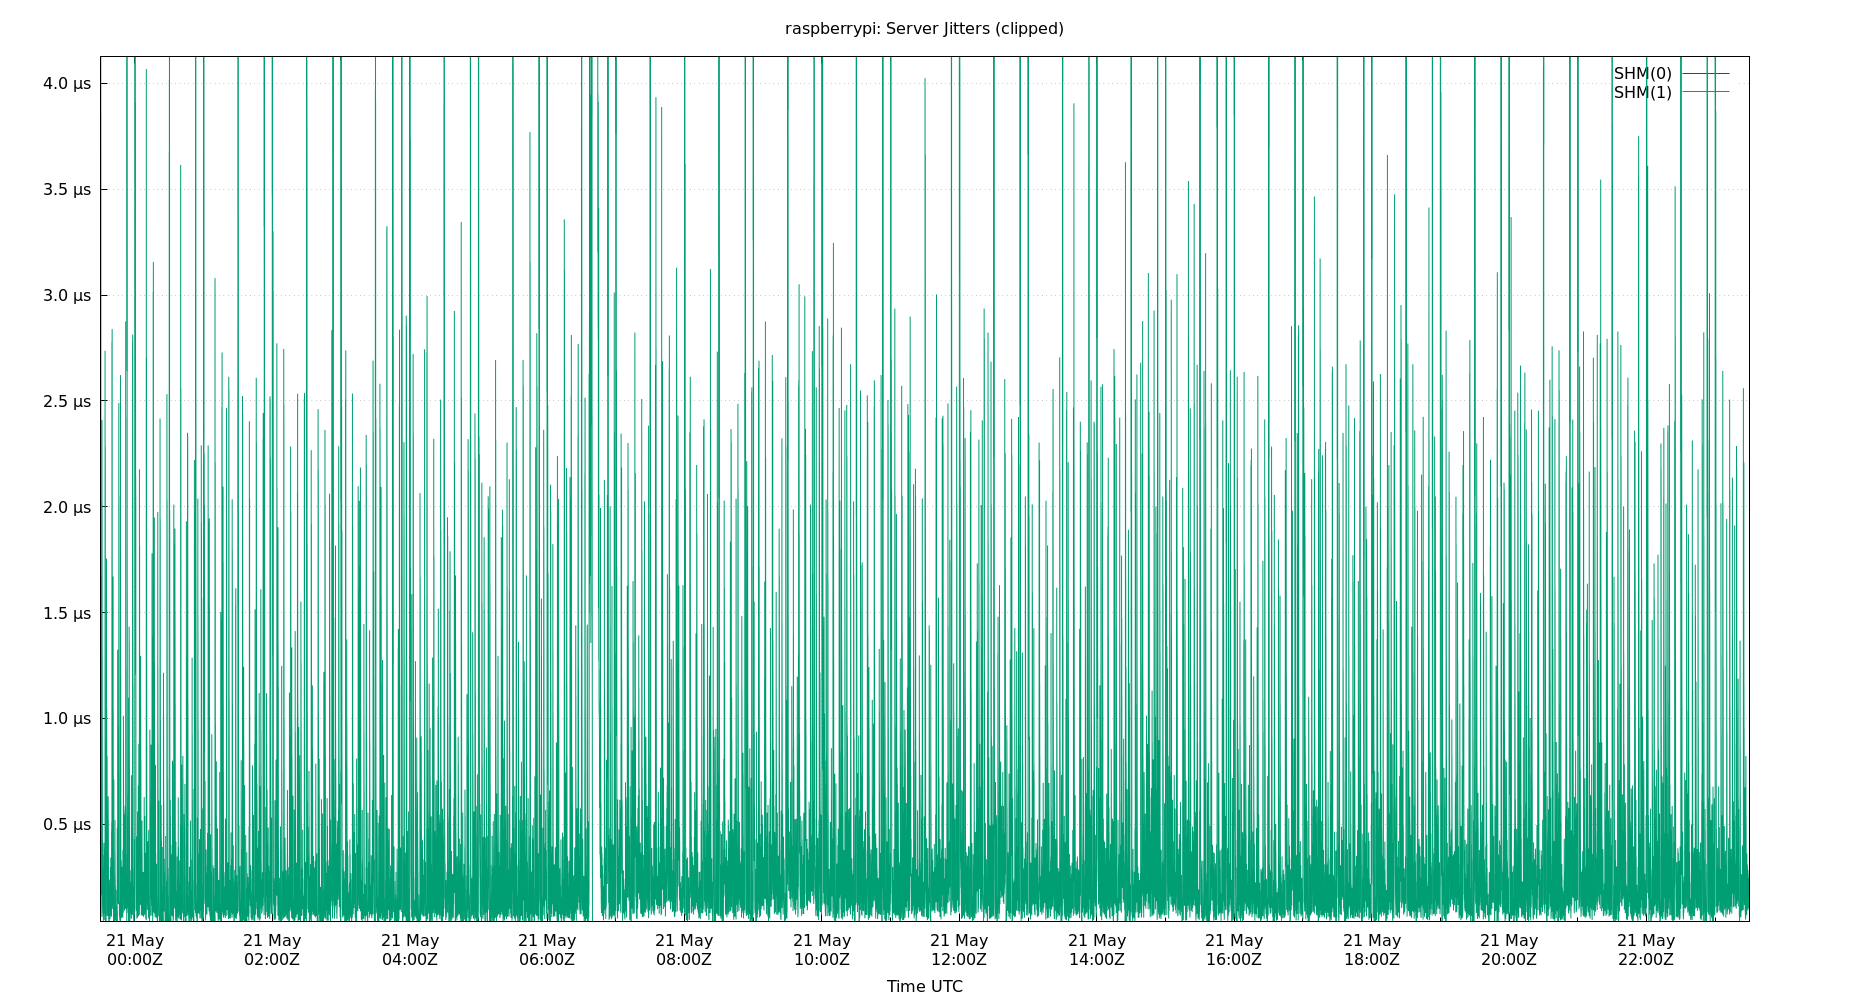 raspberrypi: Server Jitters (clipped)
SHM(0)
SHM(1)
4.0 µs
3.5 µs
3.0 µs
2.5 µs
2.0 µs
1.5 µs
1.0 µs
0.5 µs
21 May 21 May 21 May 21 May 21 May 21 May 21 May 21 May 21 May 21 May 21 May 21 May
00:00Z 02:00Z 04:00Z 06:00Z 08:00Z 10:00Z 12:00Z 14:00Z 16:00Z 18:00Z 20:00Z 22:00Z
Time UTC